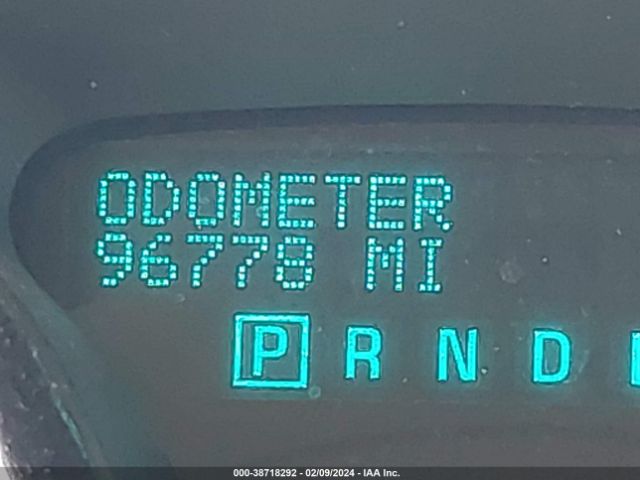 ODOMETER
96778 MI
P R N D
000-38718292 - 02/09/2024 - IAA Inc.